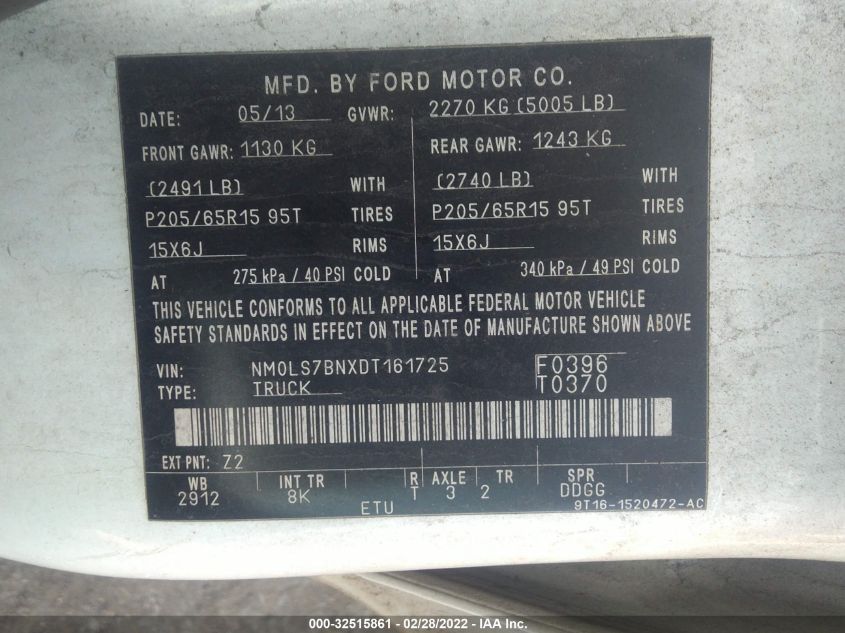 MFD. BY FORD MOTOR CO.
DATE: 05/13 GVWR: 2270 KG (5005 LB)
FRONT GAWR: 1130 KG REAR GAWR: 1243 KG
(2491 LB) WITH (2740 LB) WITH
P205/65R15 95T TIRES P205/65R15 95T TIRES
15X6J RIMS 15X6J RIMS
AT 275 kPa / 40 PSI COLD AT 340 kPa / 49 PSI COLD
THIS VEHICLE CONFORMS TO ALL APPLICABLE FEDERAL MOTOR VEHICLE
SAFETY STANDARDS IN EFFECT ON THE DATE OF MANUFACTURE SHOWN ABOVE
VIN: NM0LS7BNXDT161725 F0396
TYPE: TRUCK T0370
EXT PNT: Z2
WB INT TR R AXLE TR SPR
2912 8K T 3 2 DDGG
ETU 9T16-1520472-AC
000-32515861 - 02/28/2022 - IAA Inc.